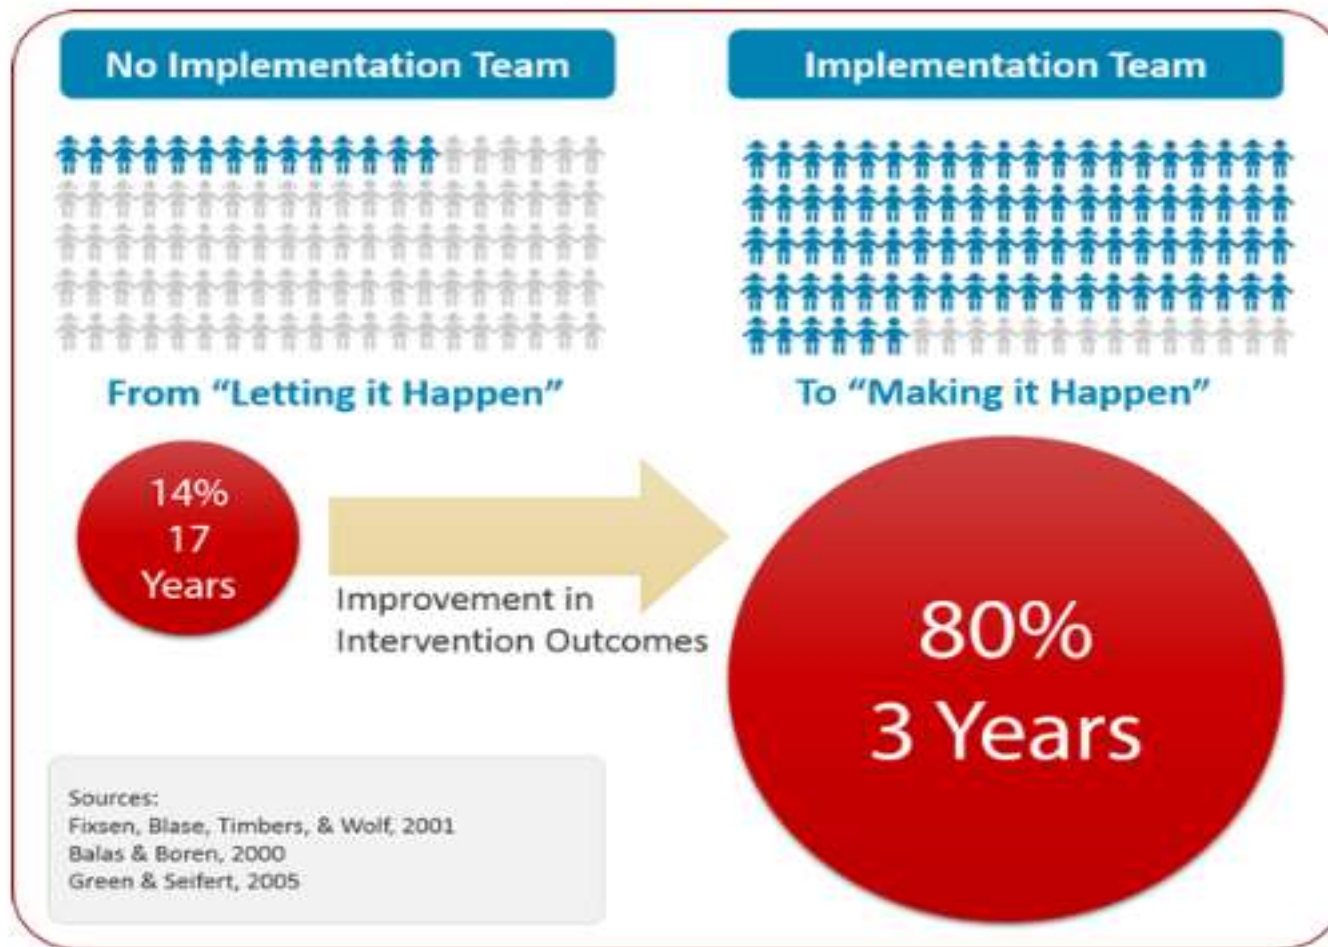 No Implementation Team
Implementation Team
From “Letting it Happen”
To “Making it Happen”
14%
17
Years
Improvement in
Intervention Outcomes
80%
3 Years
Sources:
Fixsen, Blase, Timbers, & Wolf, 2001
Balas & Boren, 2000
Green & Seifert, 2005